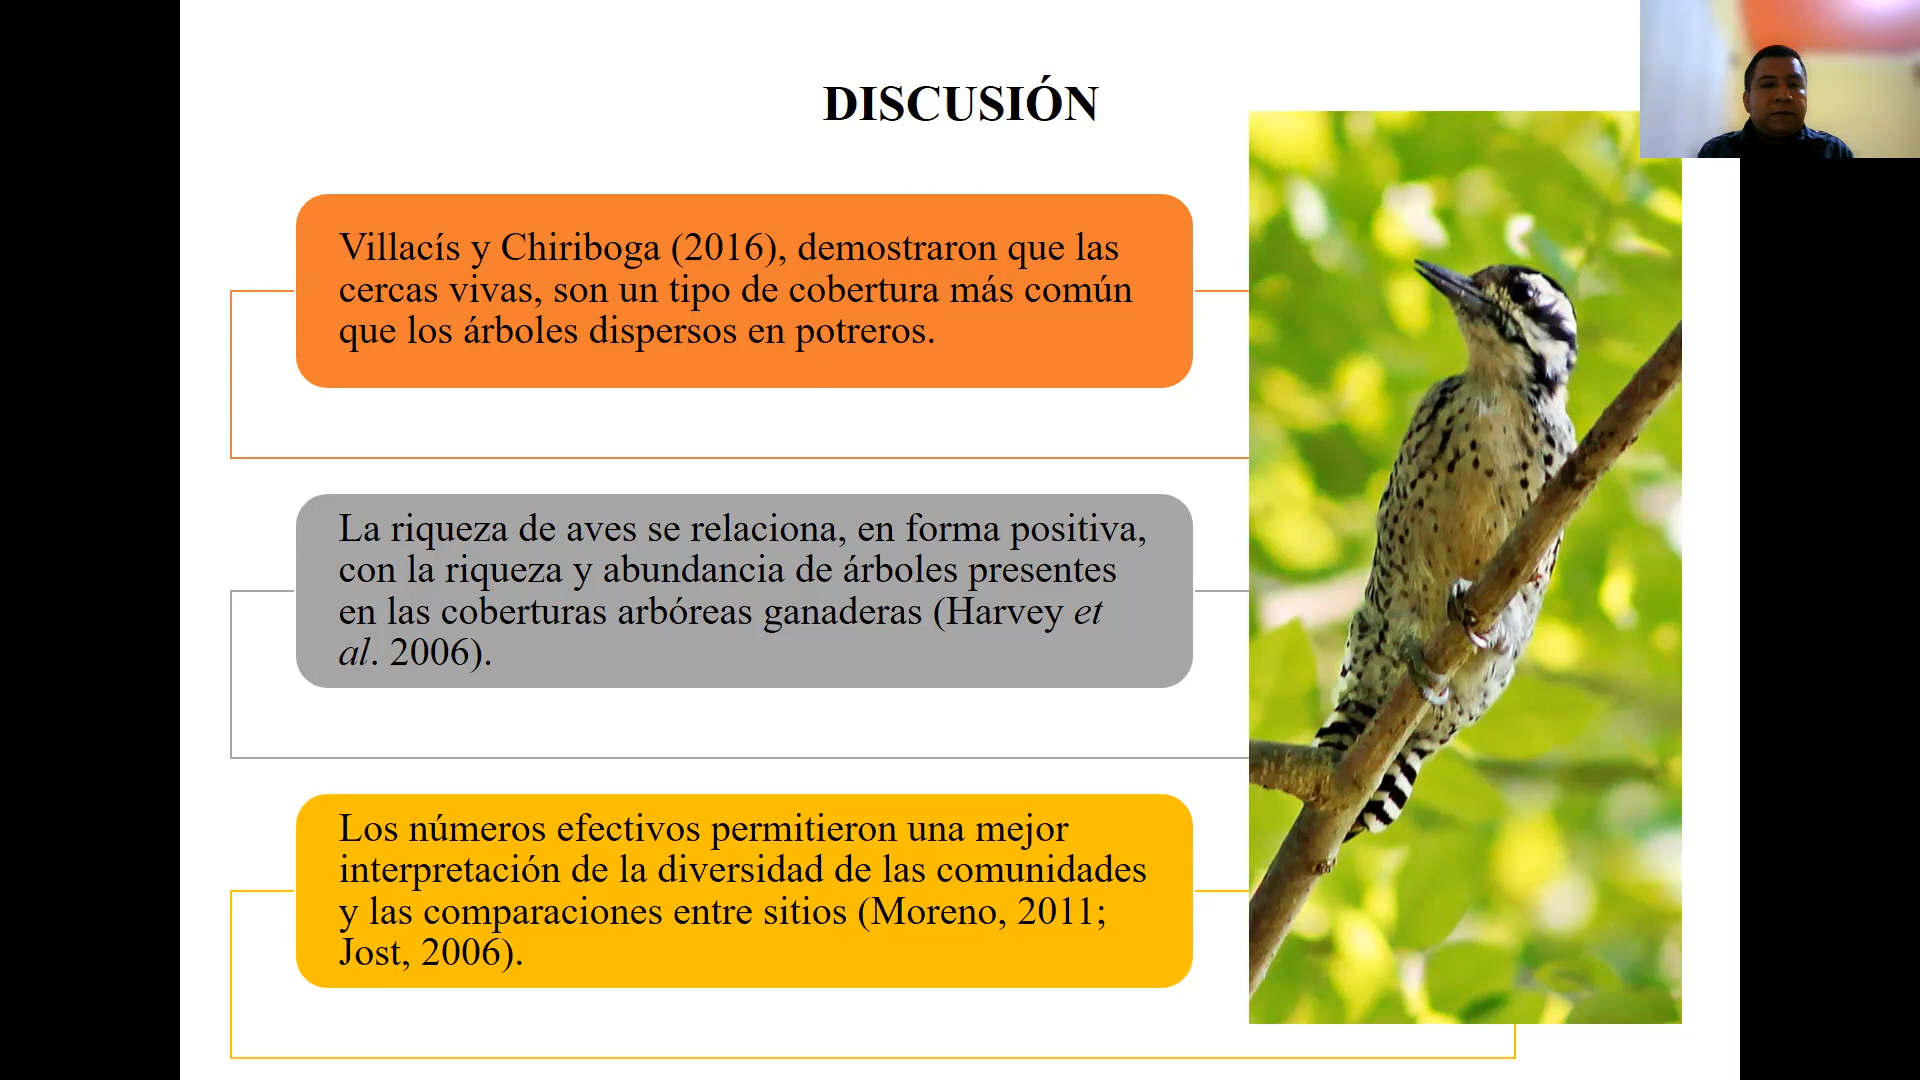 DISCUSIÓN
Villacís y Chiriboga (2016), demostraron que las
cercas vivas, son un tipo de cobertura más común
que los árboles dispersos en potreros.
La riqueza de aves se relaciona, en forma positiva,
con la riqueza y abundancia de árboles presentes
en las coberturas arbóreas ganaderas (Harvey et
al. 2006).
Los números efectivos permitieron una mejor
interpretación de la diversidad de las comunidades
y las comparaciones entre sitios (Moreno, 2011;
Jost, 2006).